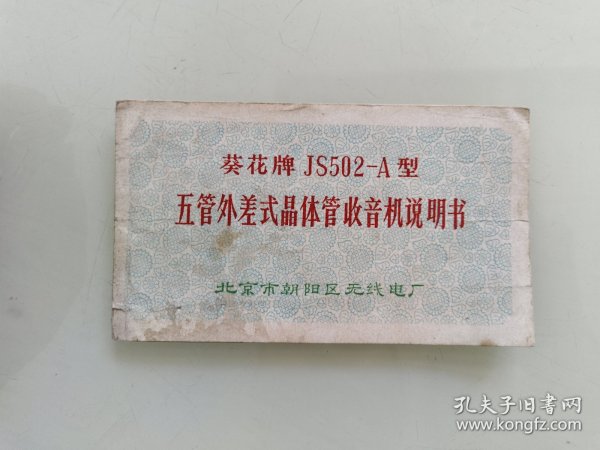 葵花牌 JS502-A 型
五管外差式晶体管收音机说明书
北京市朝阳区无线电厂
孔夫子旧书网
www.kongfz.com